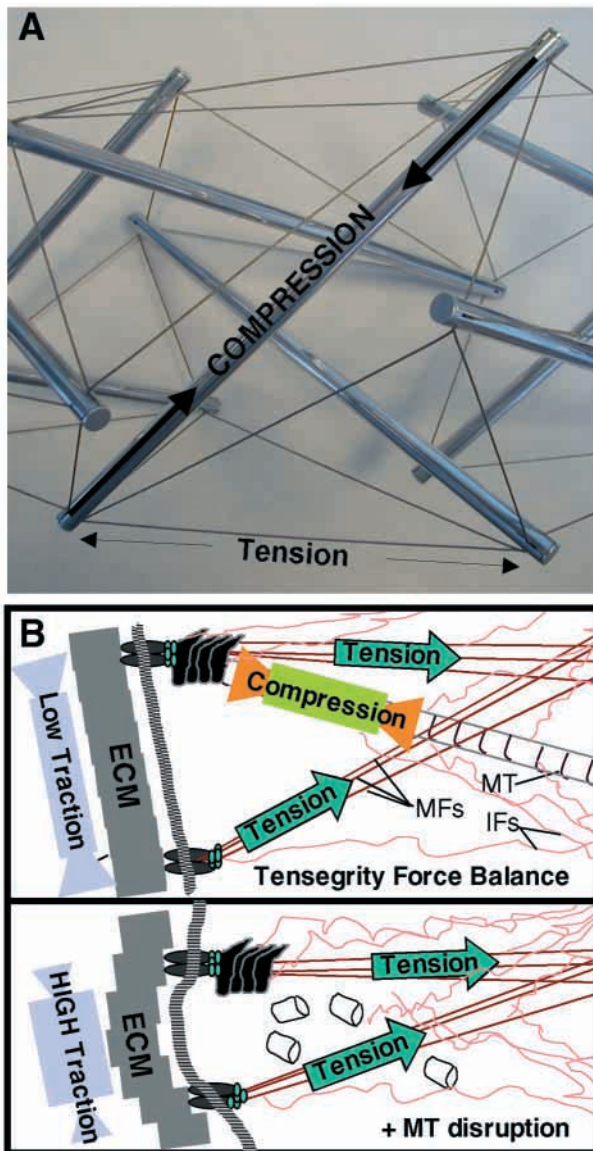 A
COMPRESSION
Tension
B
Tension
Compression
Low Traction
ECM
Tension
MT
MFs
IFs
Tensegrity Force Balance
Tension
HIGH Traction
ECM
Tension
+ MT disruption